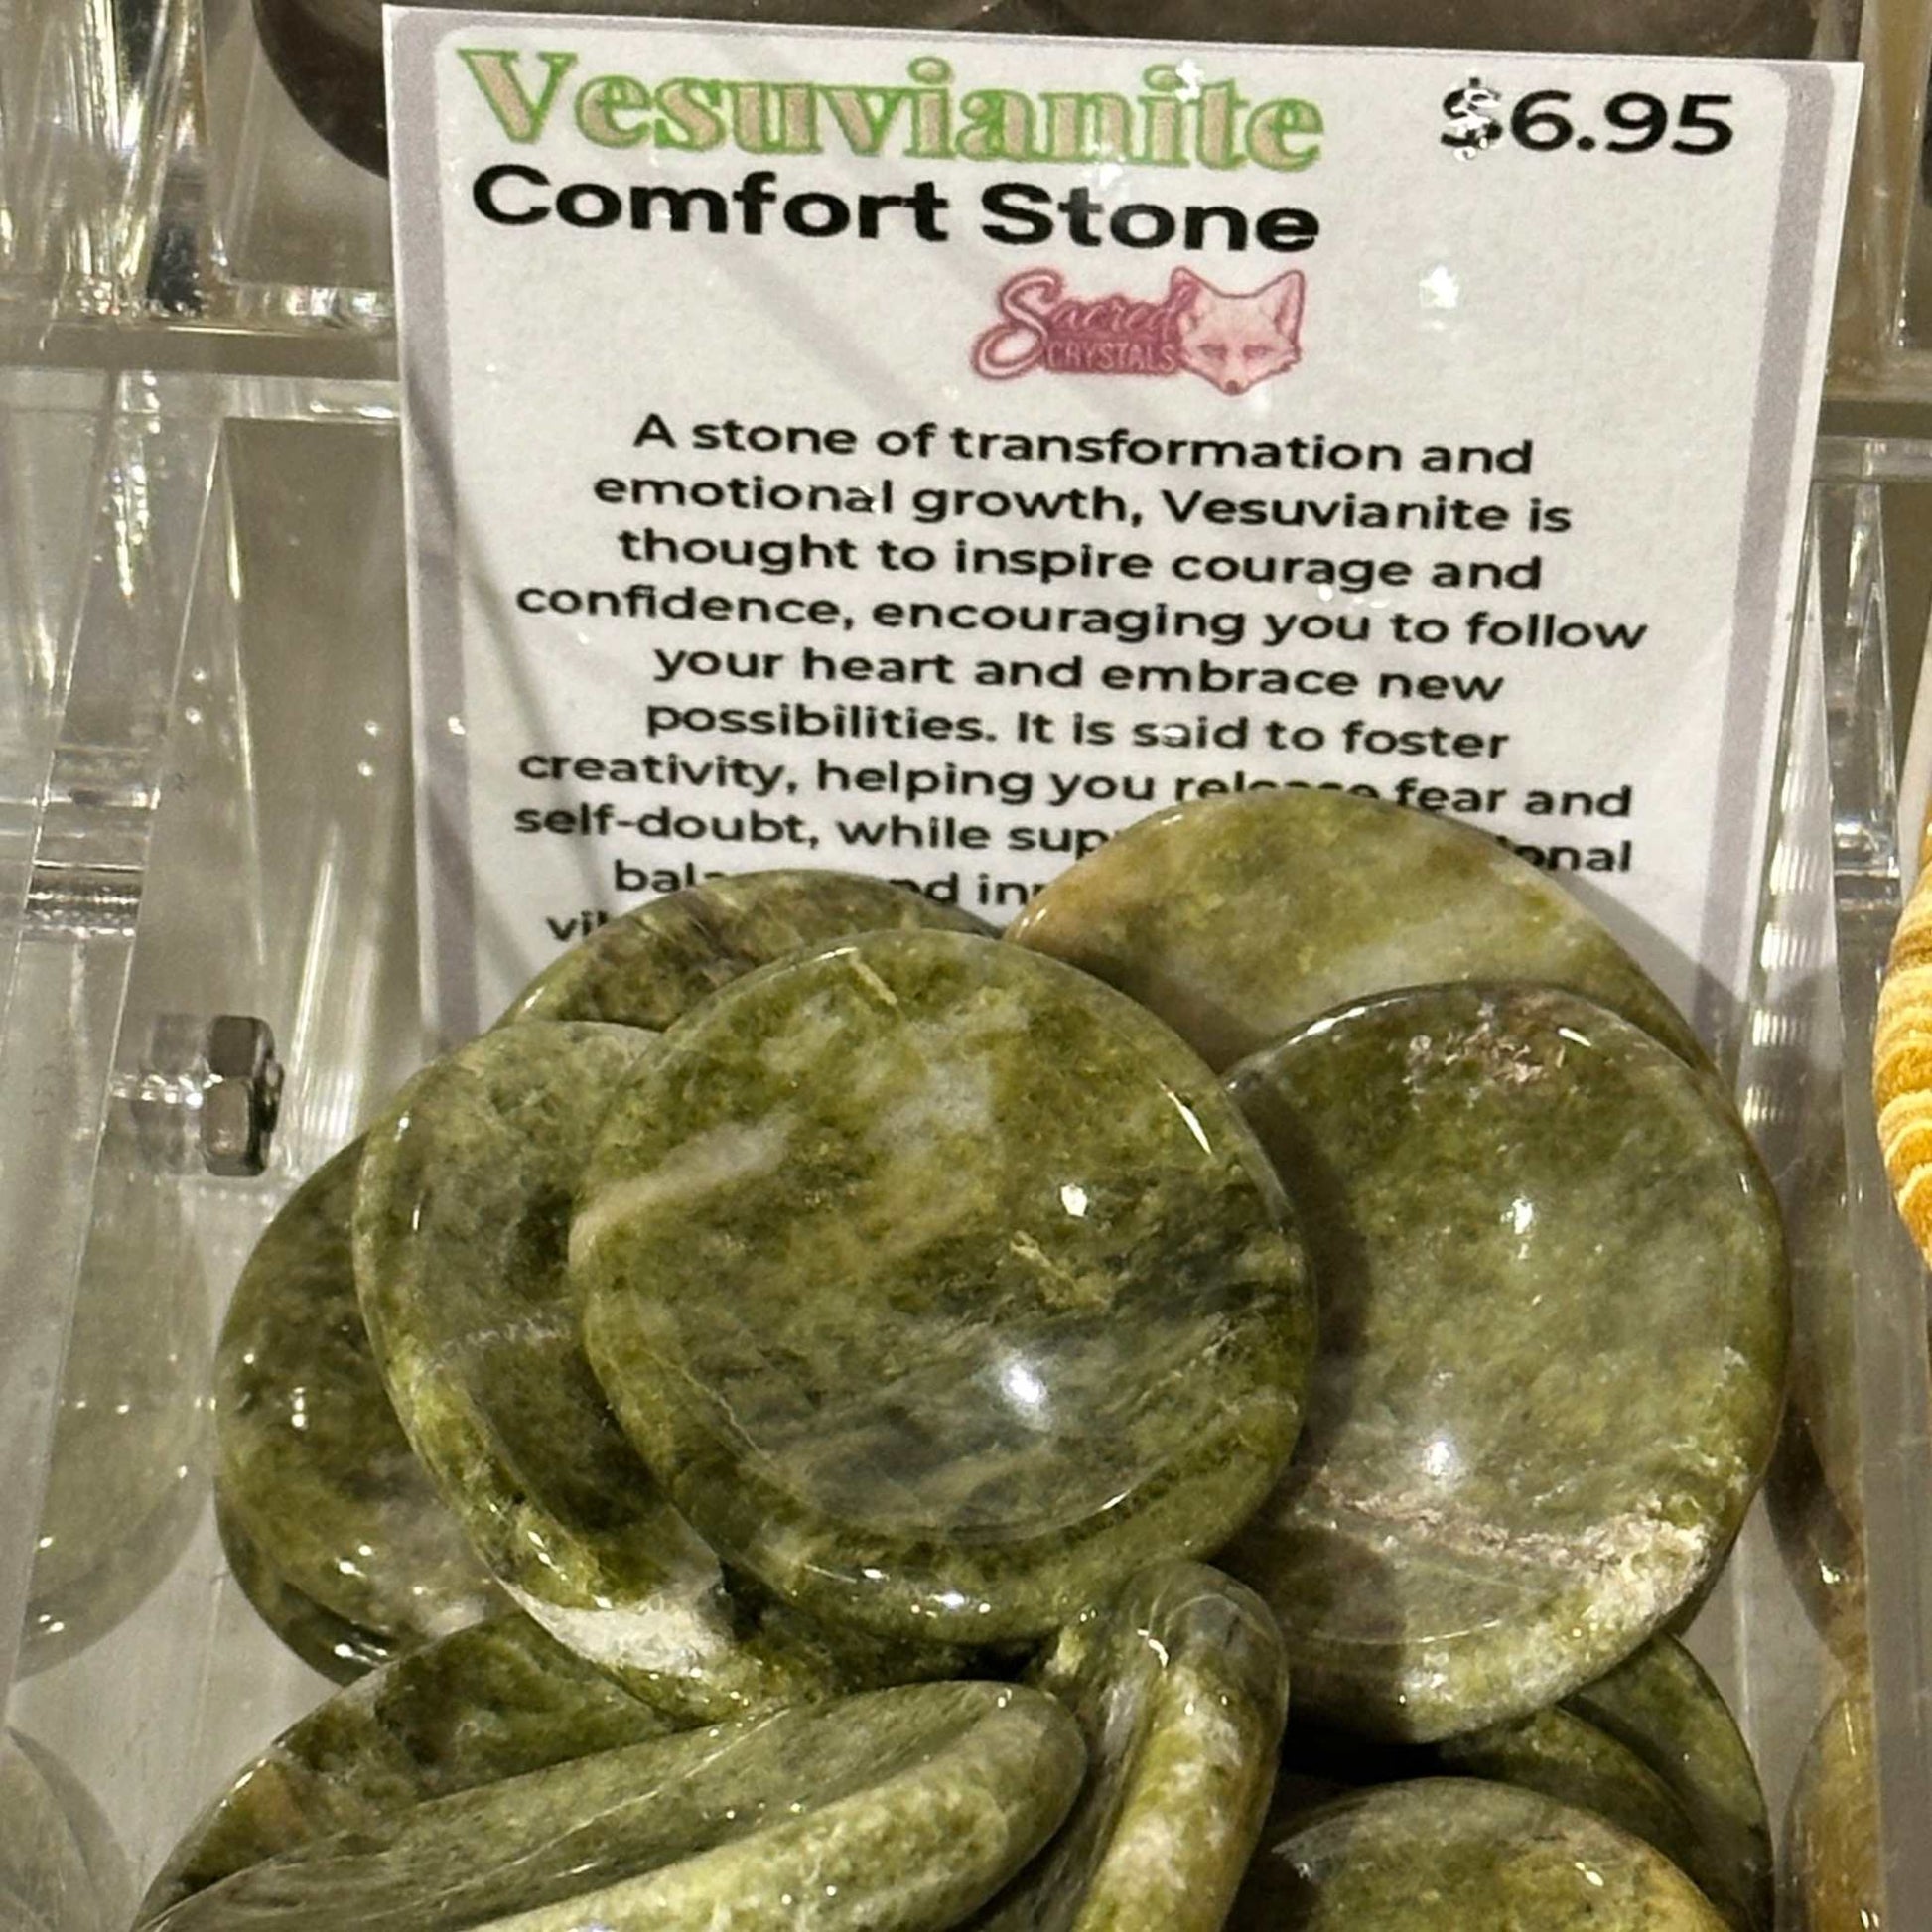 Vesuvianite $6.95
Comfort Stone
Sacred
CRYSTALS
A stone of transformation and
emotional growth, Vesuvianite is
thought to inspire courage and
confidence, encouraging you to follow
your heart and embrace new
possibilities. It is said to foster
creativity, helping you release fear and
self-doubt, while